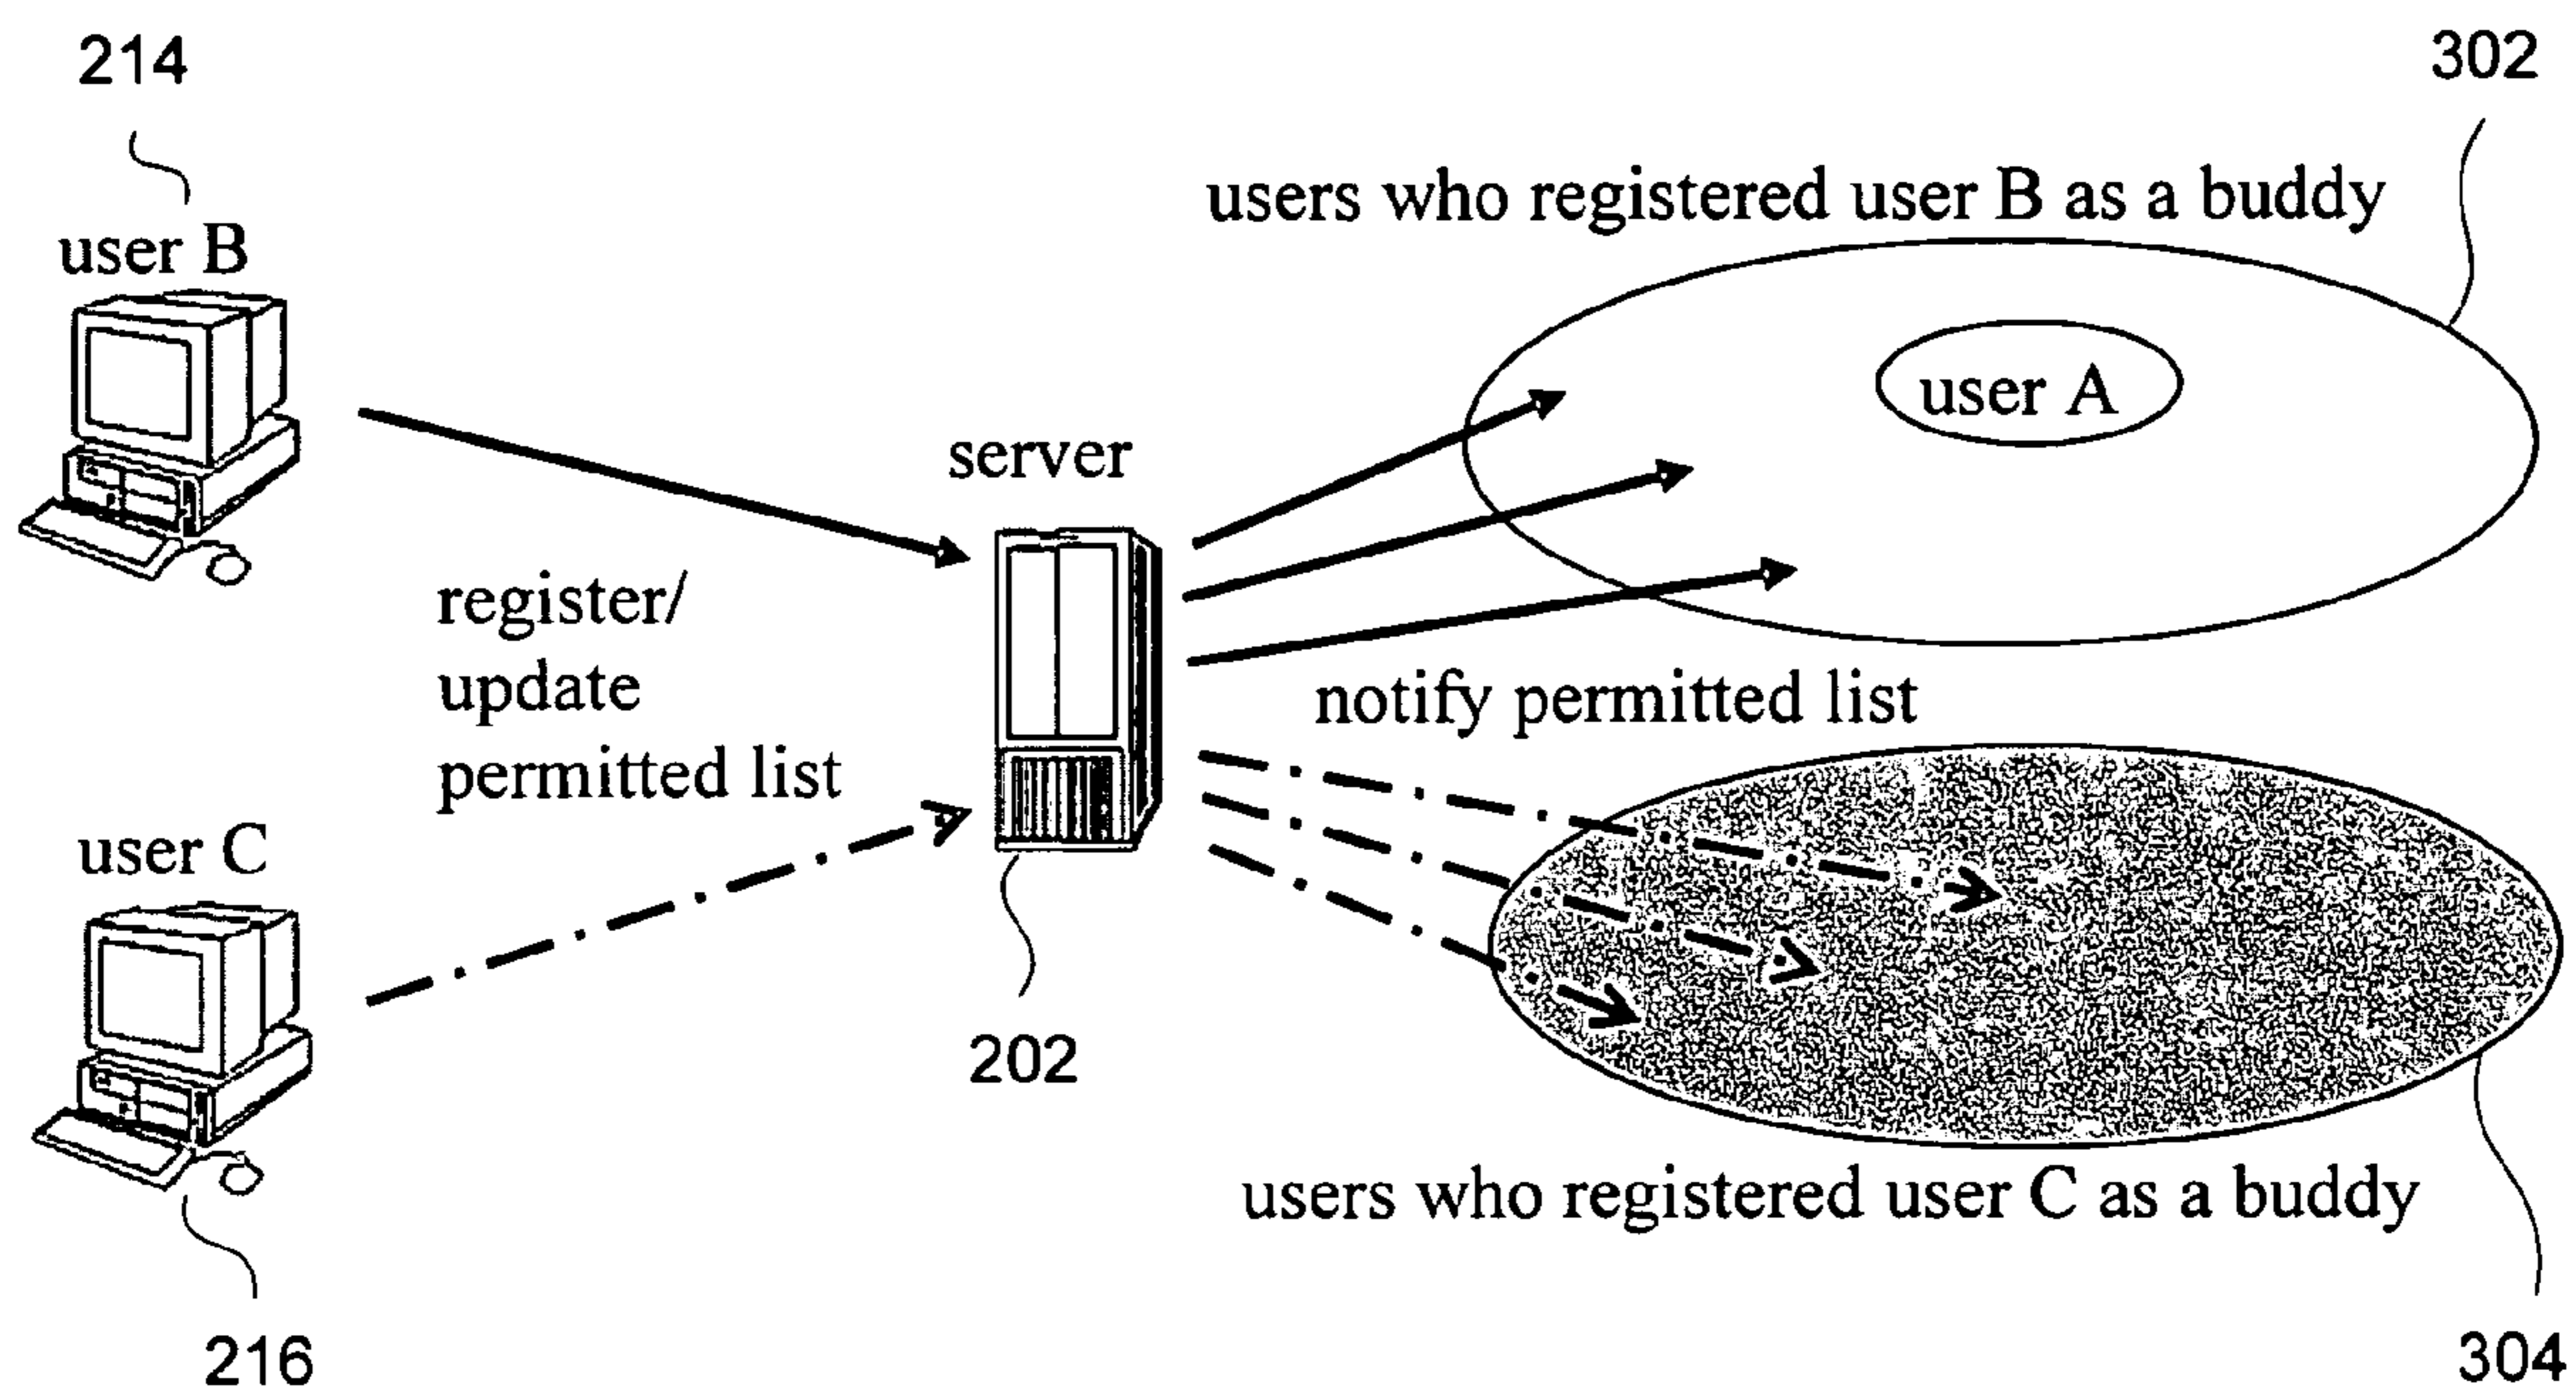 214
302
users who registered user B as a buddy
user B
user A
server
register/
update
permitted list
notify permitted list
user C
202
users who registered user C as a buddy
216
304